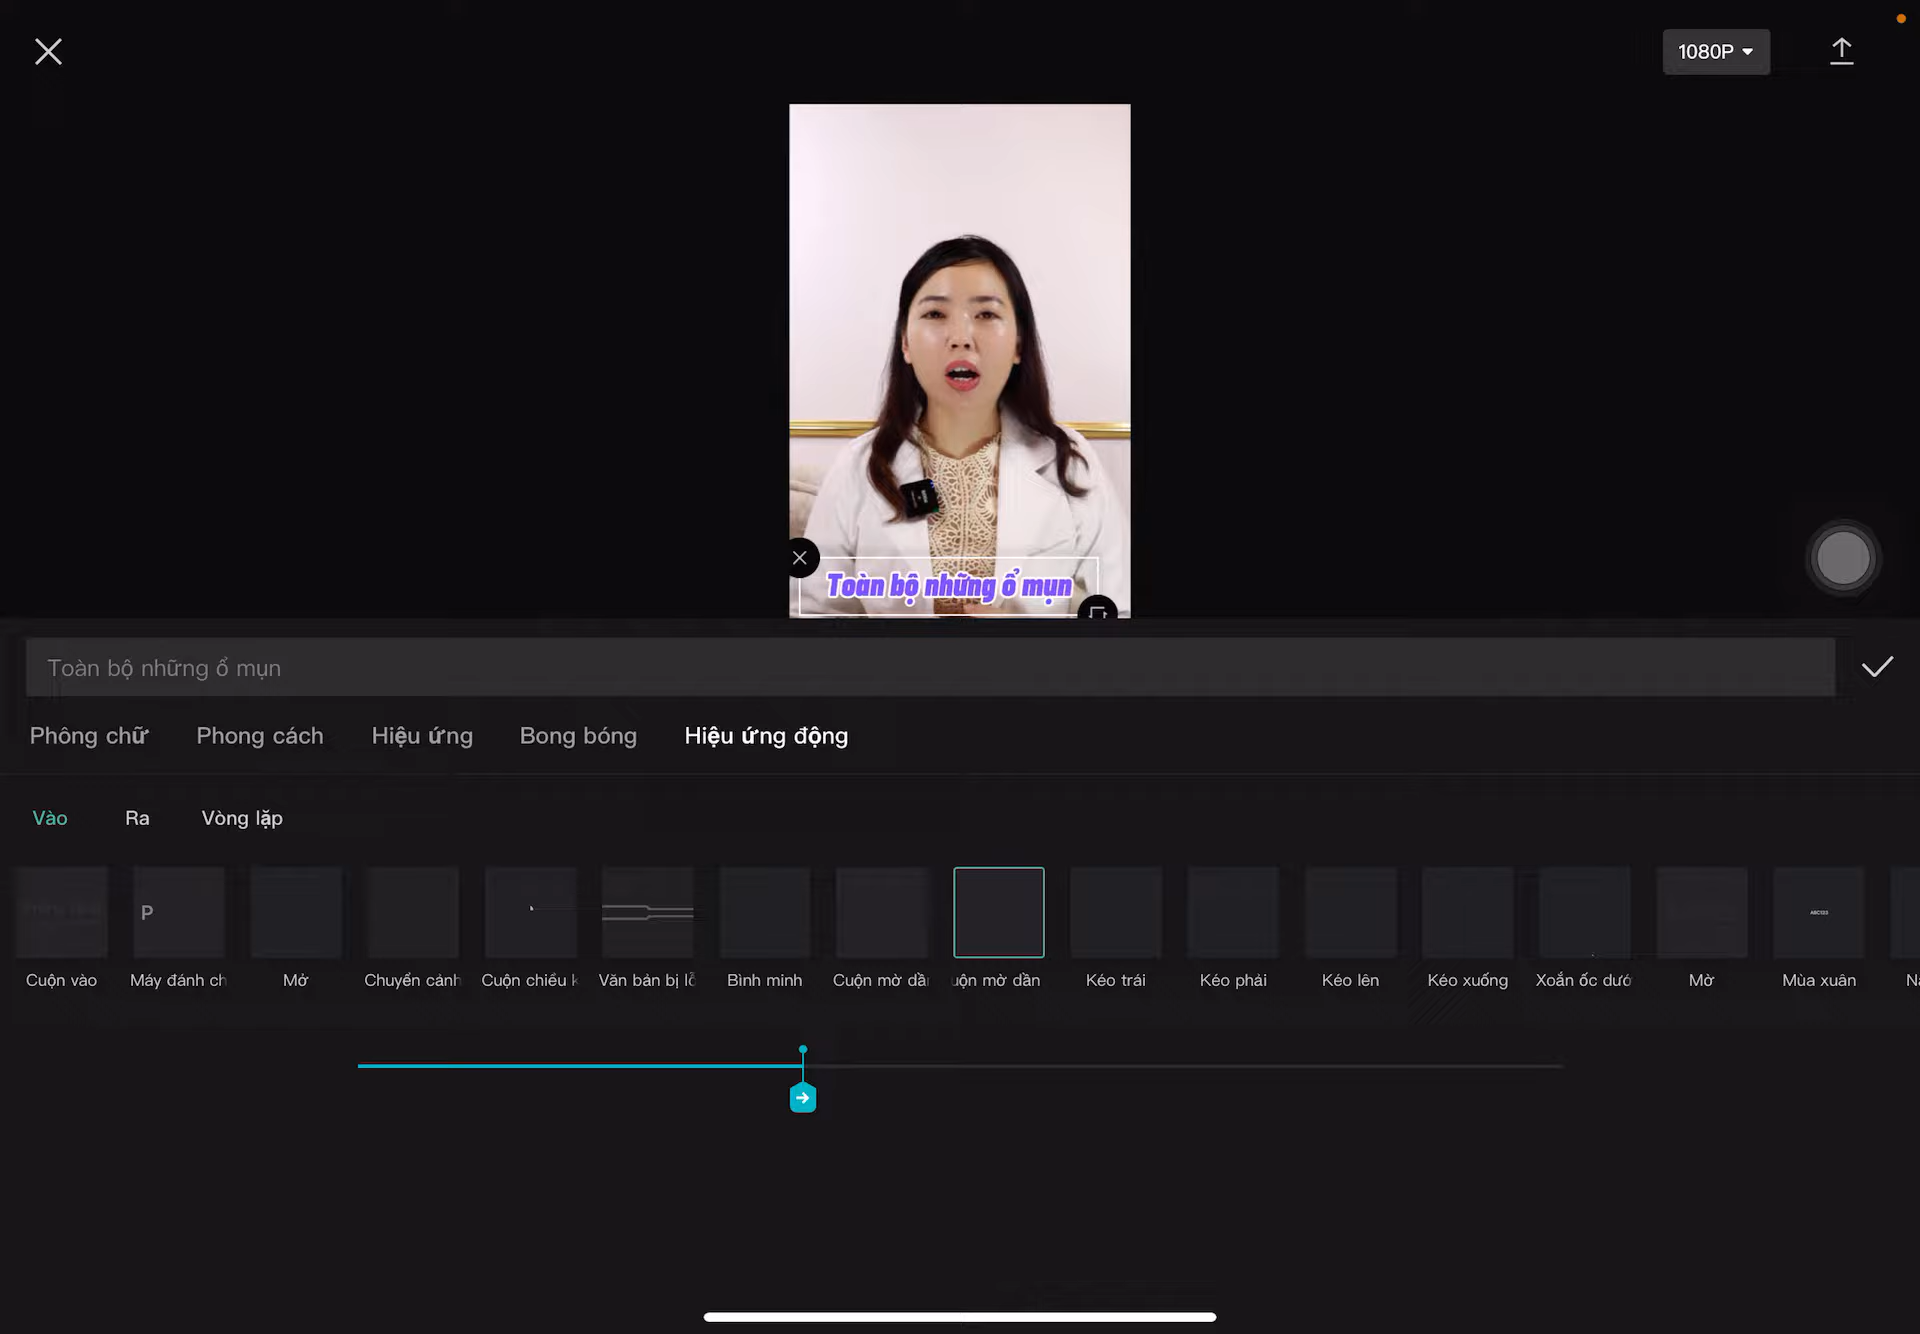 1080P
Toàn bộ những ổ mụn
Toàn bộ những ổ mụn
Phông chữ Phong cách Hiệu ứng Bong bóng Hiệu ứng động
Vào Ra Vòng lặp
P
ABC123
Cuộn vào Máy đánh ch Mở Chuyển cảnh Cuộn chiếu k Văn bản bị lỗ Bình minh Cuộn mờ dầ uộn mờ dần Kéo trái Kéo phải Kéo lên Kéo xuống Xoắn ốc dướ Mờ Mùa xuân